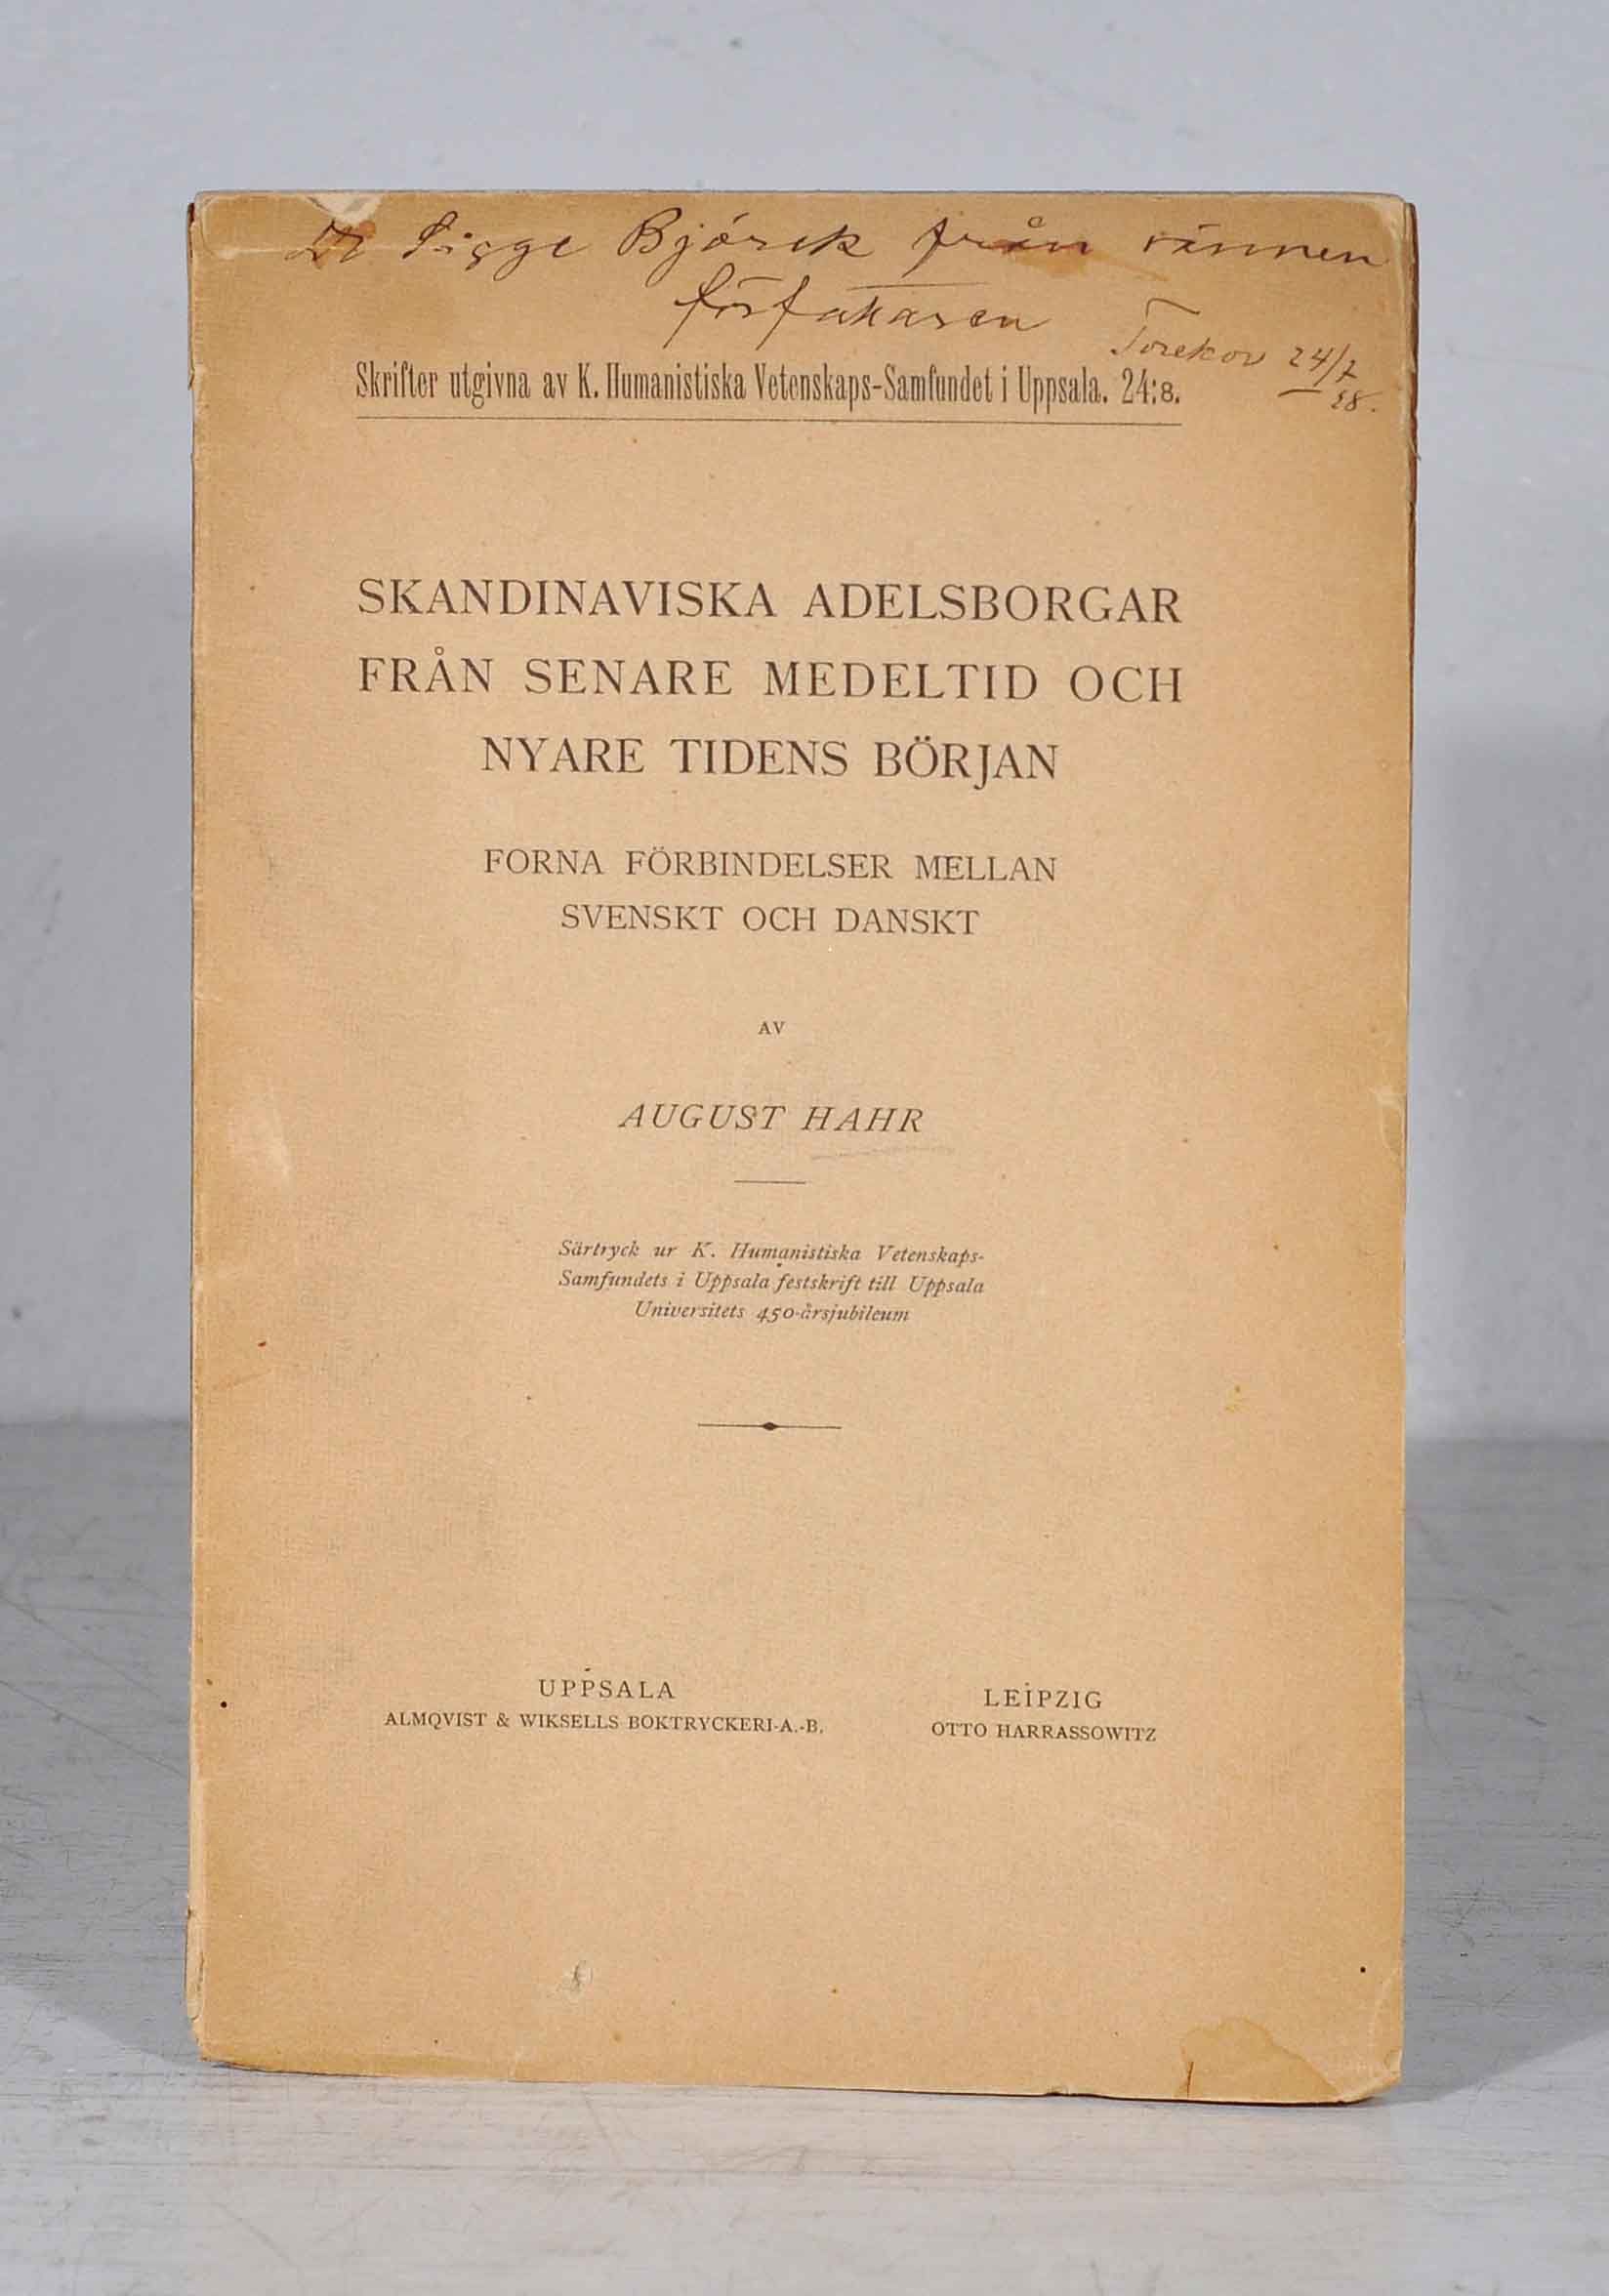 Dr Sigge Björck från vännen
författaren
Torekov 24/7
28.
Skrifter utgivna av K. Humanistiska Vetenskaps-Samfundet i Uppsala. 24:8.
SKANDINAVISKA ADELSBORGAR
FRÅN SENARE MEDELTID OCH
NYARE TIDENS BÖRJAN
FORNA FÖRBINDELSER MELLAN
SVENSKT OCH DANSKT
AV
AUGUST HAHR
Särtryck ur K. Humanistiska Vetenskaps-
Samfundets i Uppsala festskrift till Uppsala
Universitets 450-årsjubileum
UPPSALA
ALMQVIST & WIKSELLS BOKTRYCKERI-A.-B.
LEIPZIG
OTTO HARRASSOWITZ